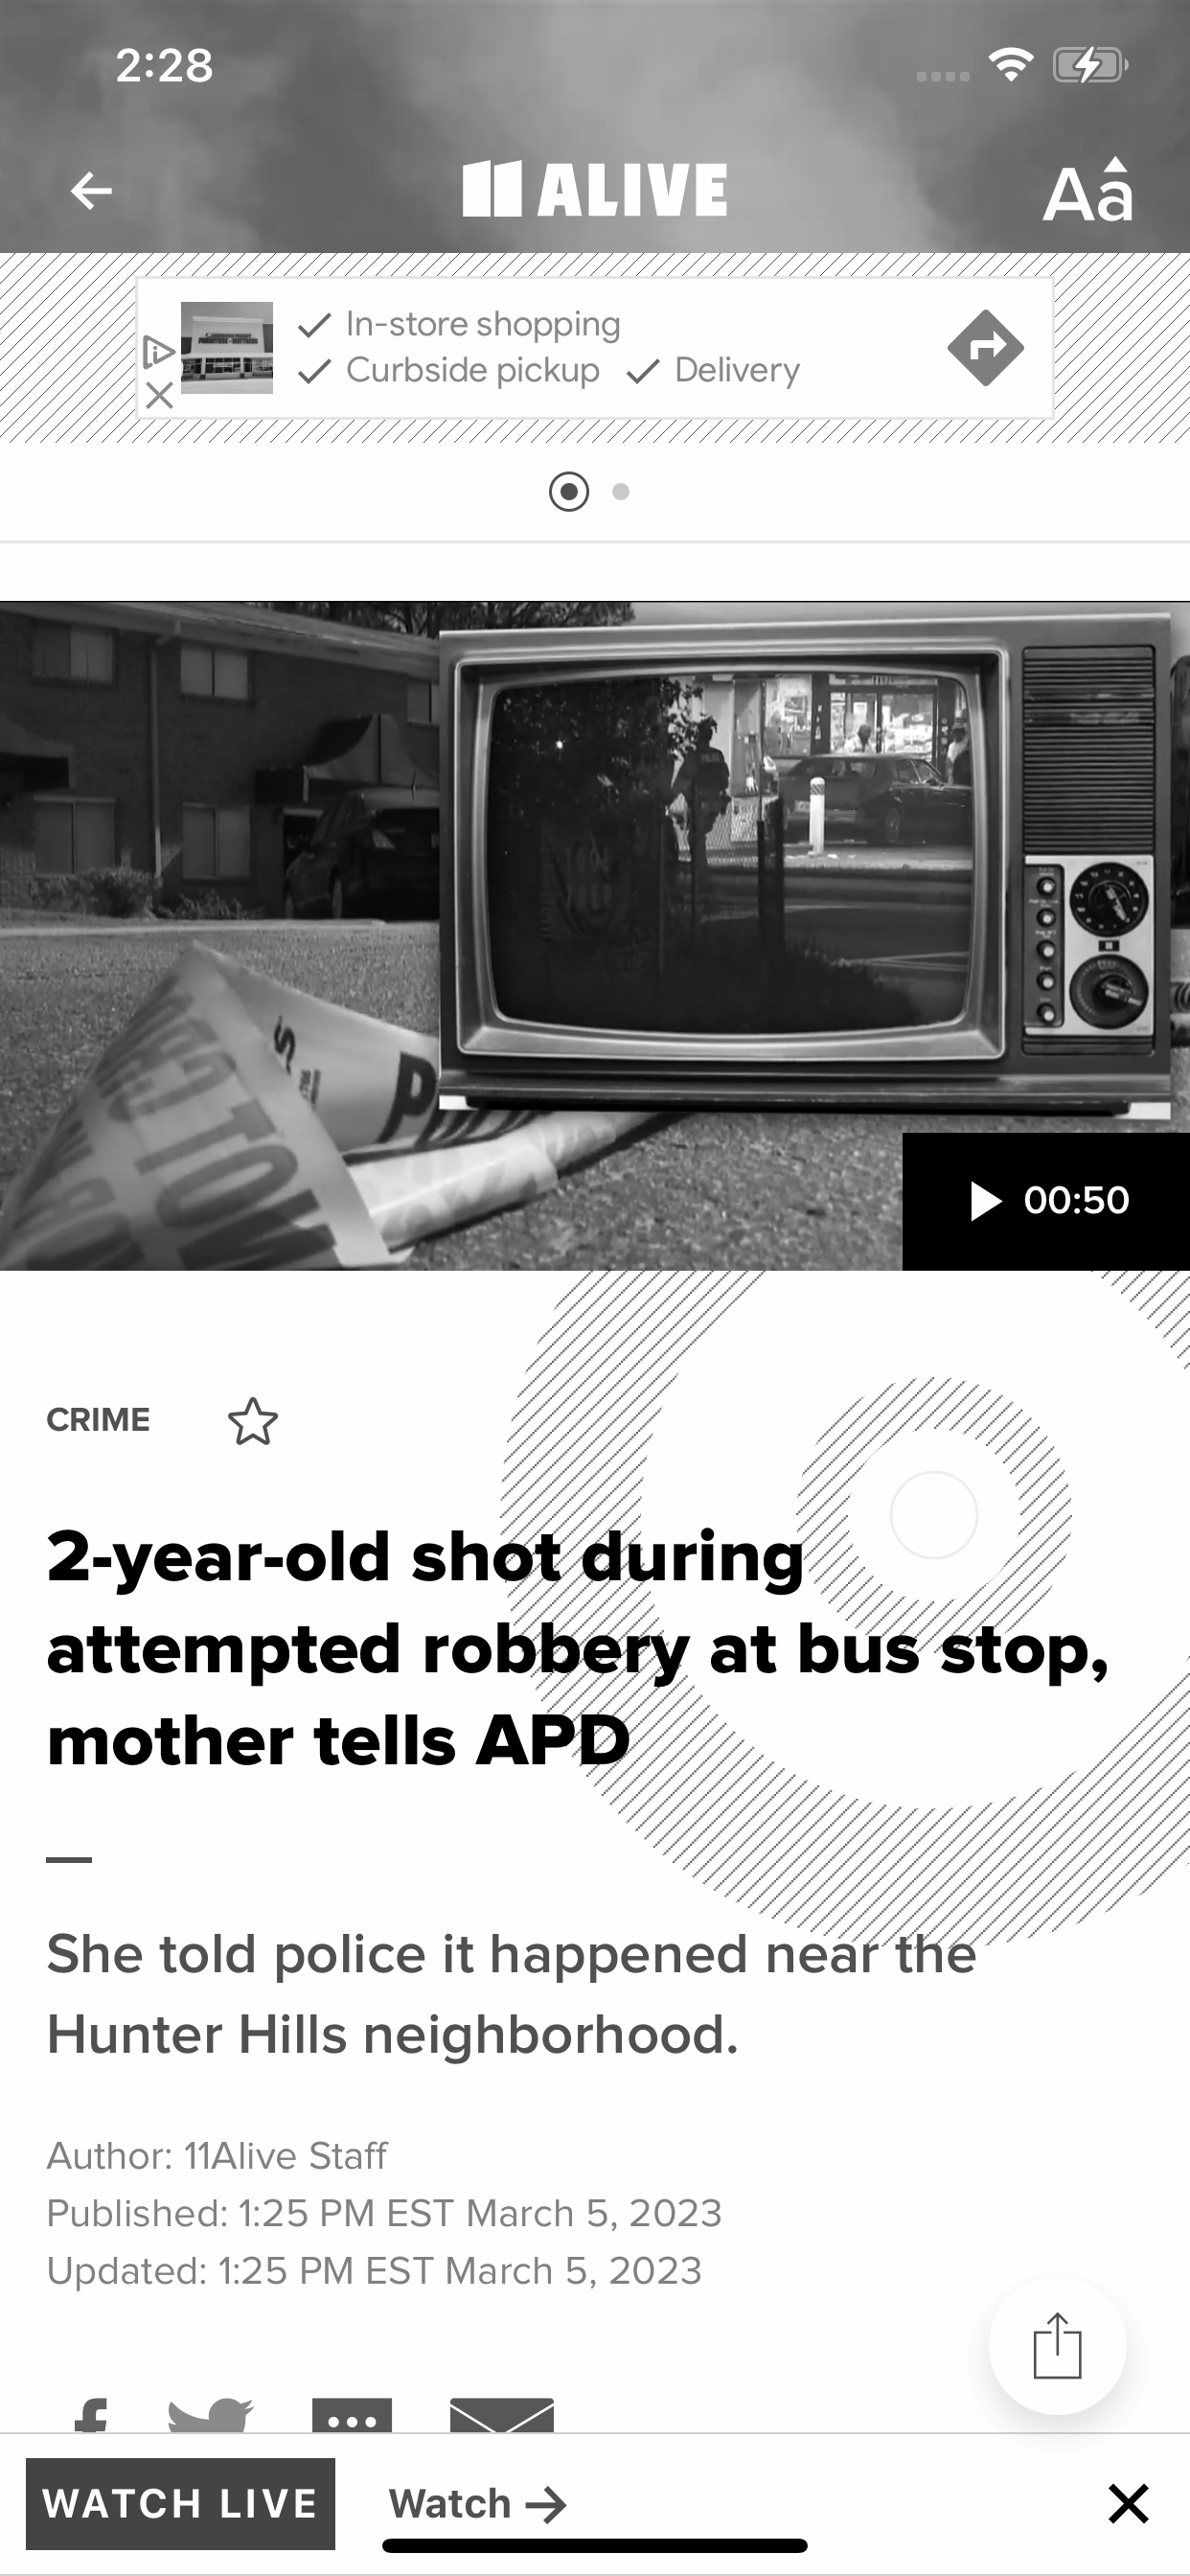 2:28
11 ALIVE
Aa
In-store shopping
Curbside pickup Delivery
00:50
CRIME
2-year-old shot during
attempted robbery at bus stop,
mother tells APD
She told police it happened near the
Hunter Hills neighborhood.
Author: 11Alive Staff
Published: 1:25 PM EST March 5, 2023
Updated: 1:25 PM EST March 5, 2023
WATCH LIVE Watch →